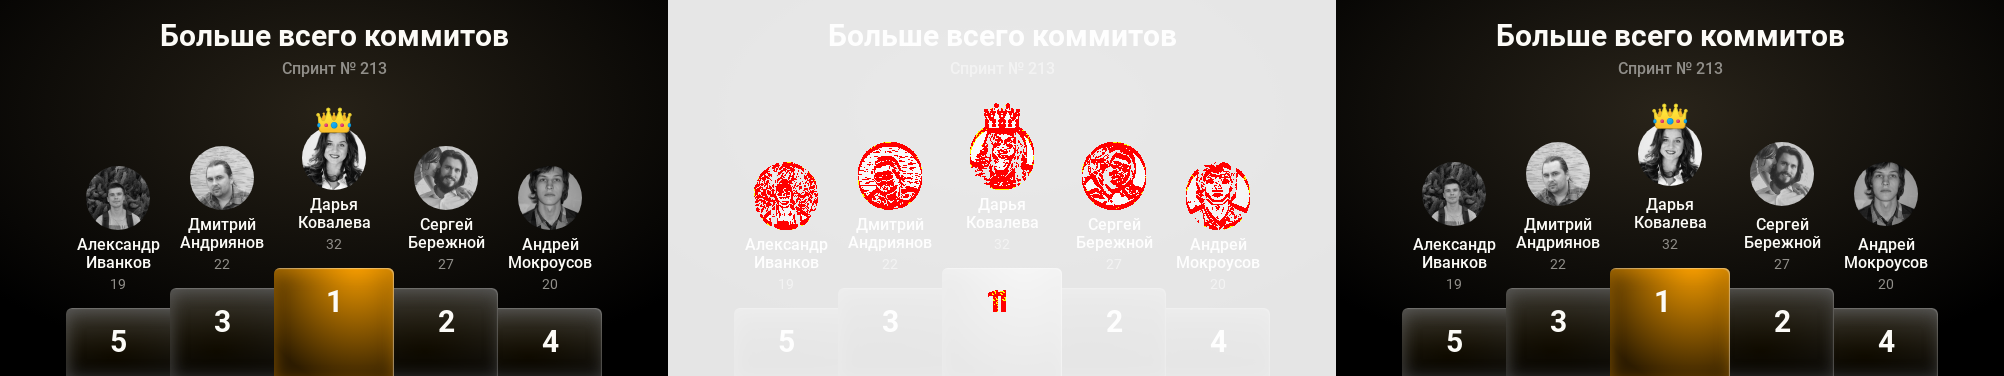 Больше всего коммитов
Спринт № 213
Дарья
Ковалева
32
Дмитрий
Андриянов
22
Сергей
Бережной
27
Александр
Иванков
19
Андрей
Мокроусов
20
1
3
2
5
4
Больше всего коммитов
Спринт № 213
Дарья
Ковалева
32
Дмитрий
Андриянов
22
Сергей
Бережной
27
Александр
Иванков
19
Андрей
Мокроусов
20
3
2
5
4
Больше всего коммитов
Спринт № 213
Дарья
Ковалева
32
Дмитрий
Андриянов
22
Сергей
Бережной
27
Александр
Иванков
19
Андрей
Мокроусов
20
1
3
2
5
4